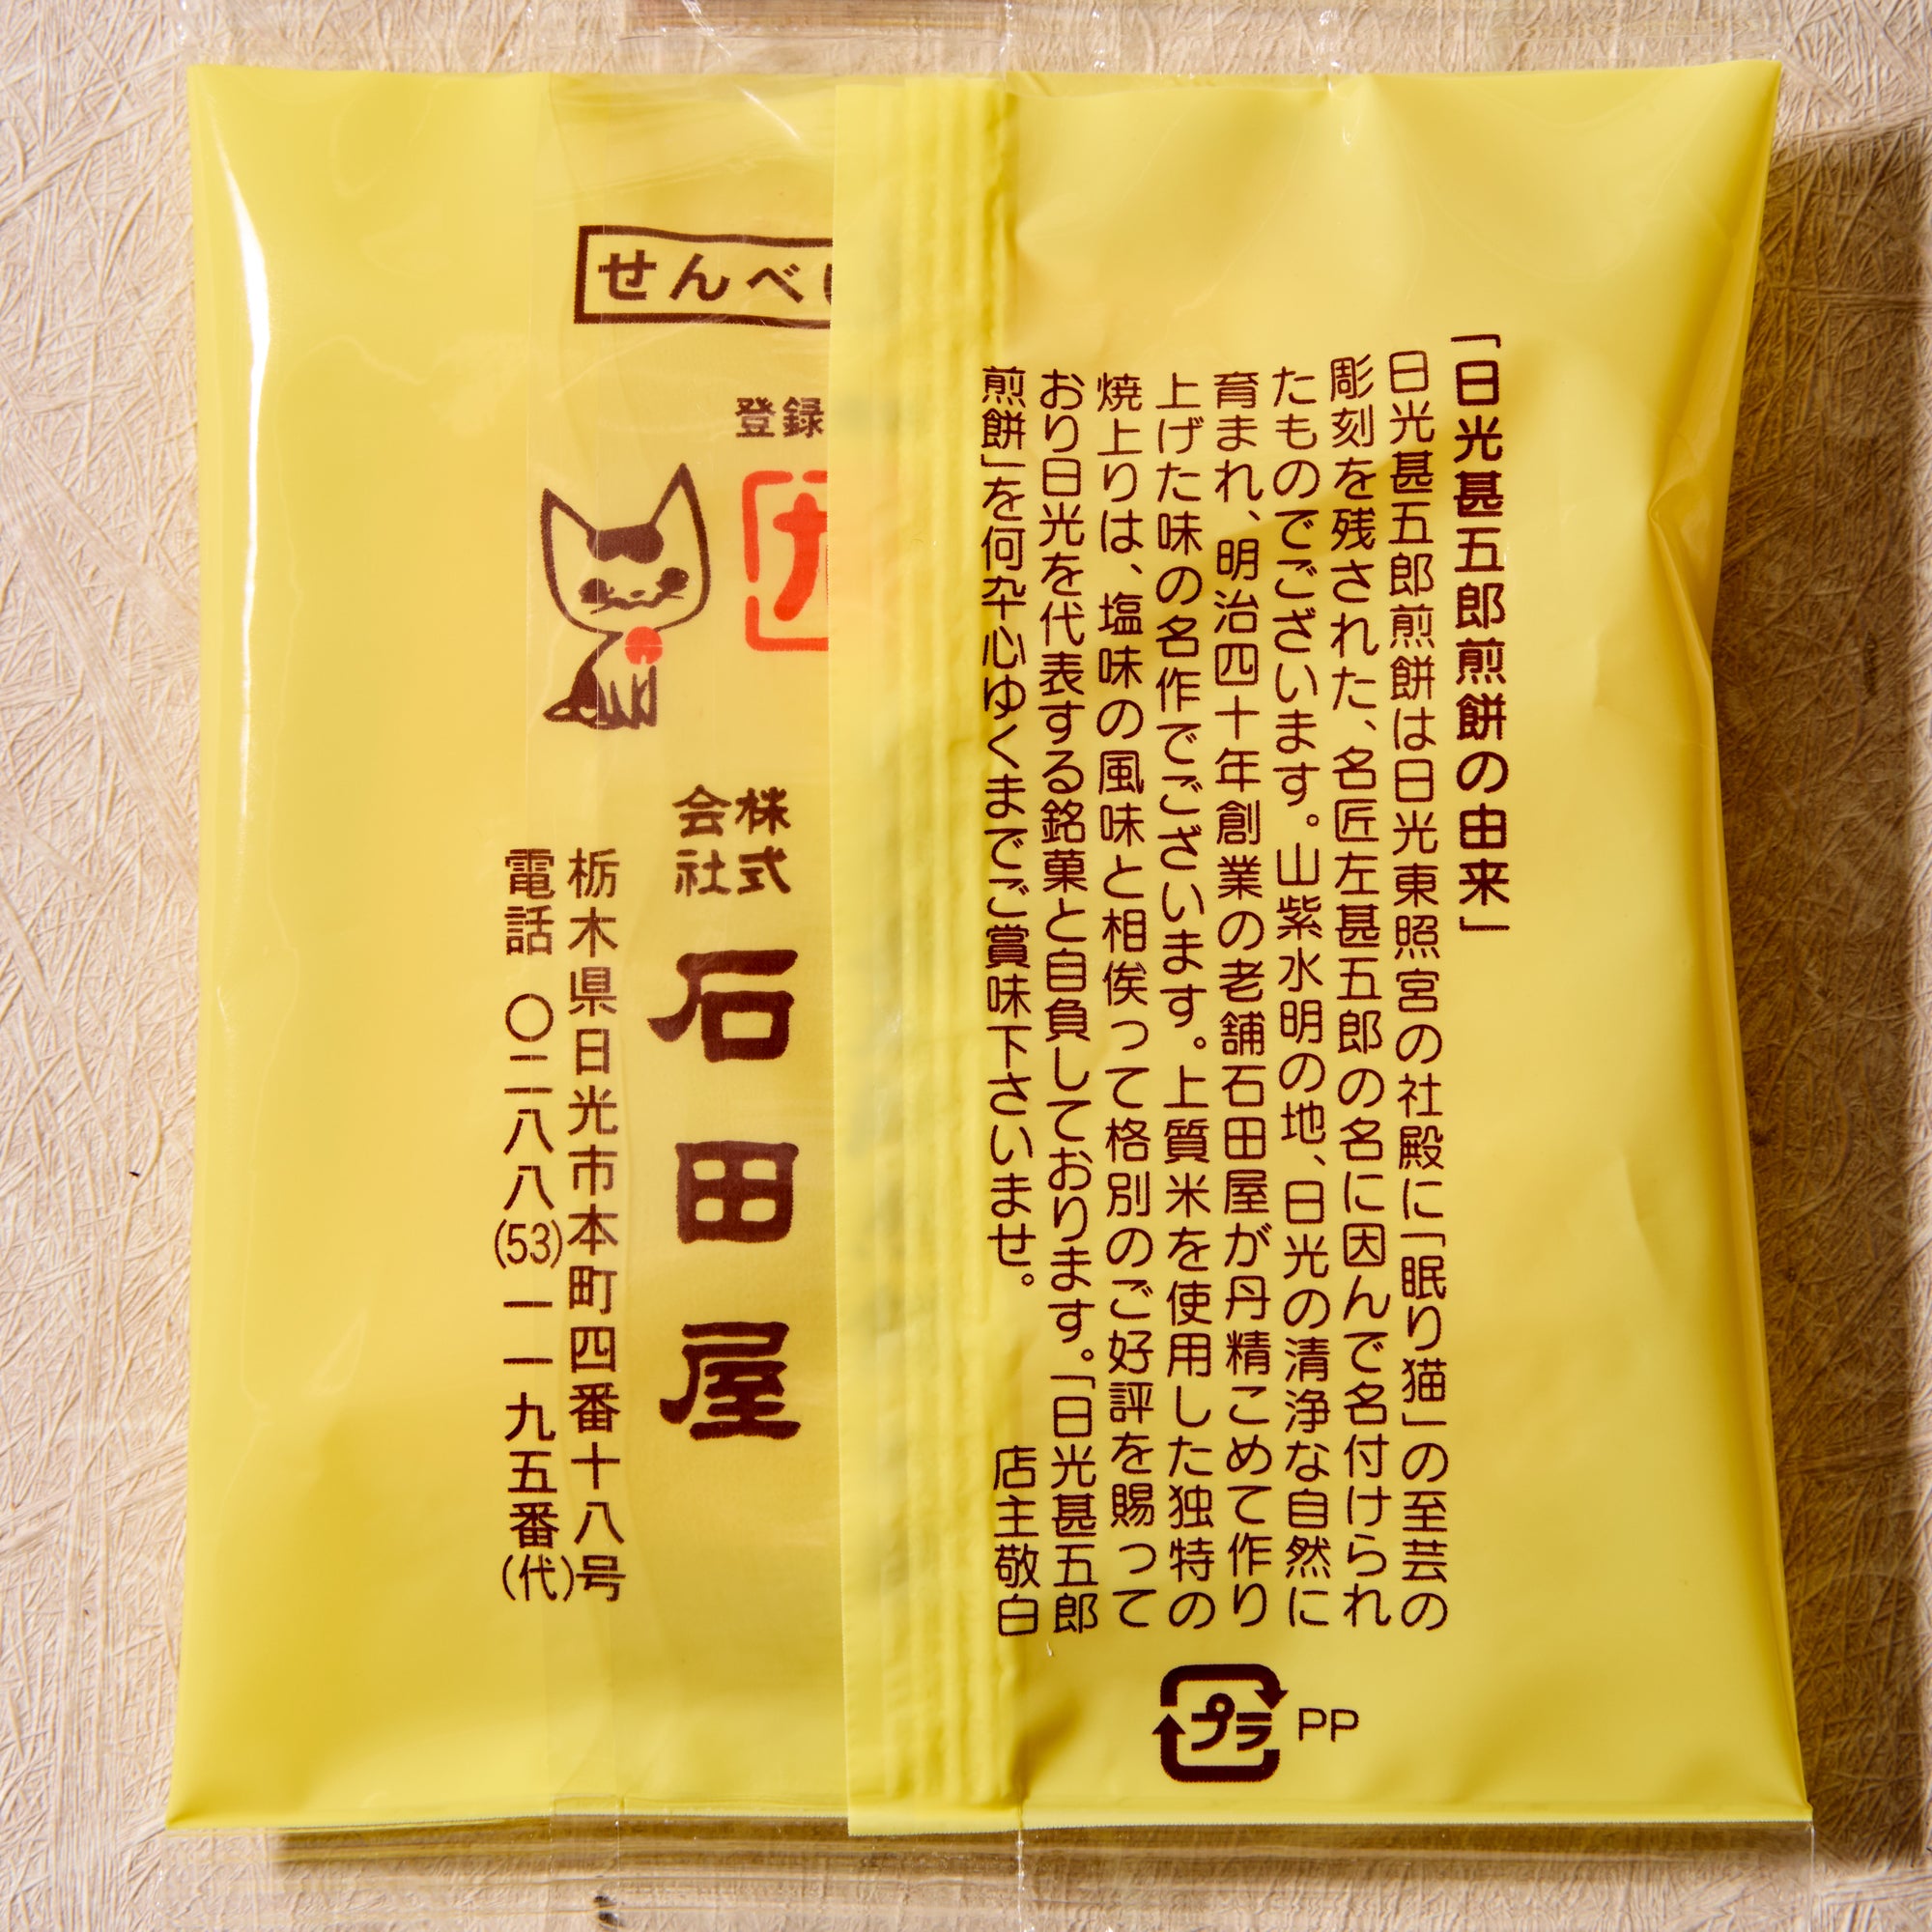 「日光甚五郎煎餅の由来」
日光甚五郎煎餅は日光東照宮の社殿に「眠り猫」の至芸の
彫刻を残された、名匠左甚五郎の名に因んで名付けられ
たものでございます。山紫水明の地、日光の清浄な自然に
育まれ、明治四十年創業の老舗石田屋が丹精こめて作り
上げた味の名作でございます。上質米を使用した独特の
焼上りは、塩味の風味と相俟って格別のご好評を賜って
おり日光を代表する銘菓と自負しております。「日光甚五郎
煎餅」を何卒心ゆくまでご賞味下さいませ。
店主敬白
プラ PP
せんべい
登録
株式会社
石田屋
栃木県日光市本町四番十八号
電話 〇二八八(53)一一九五番(代)